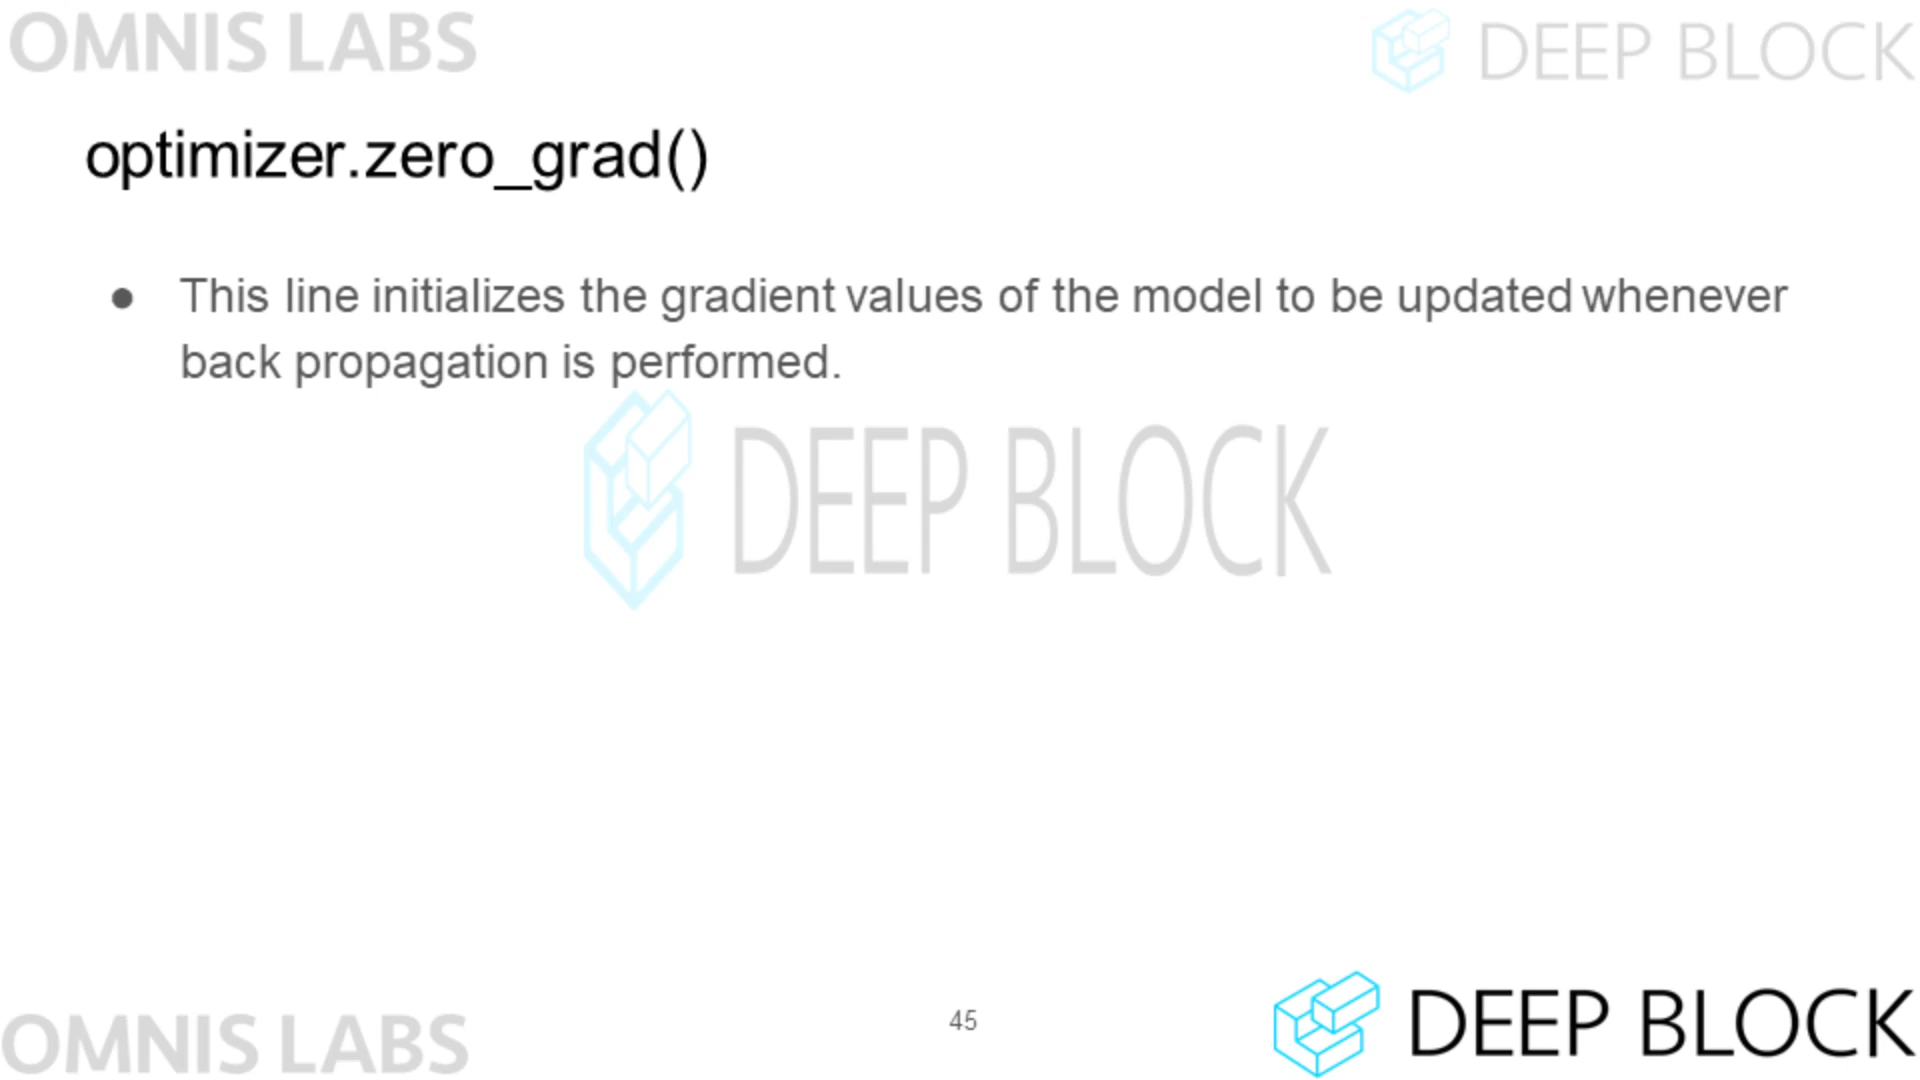 OMNIS LABS
DEEP BLOCK
optimizer.zero_grad()
● This line initializes the gradient values of the model to be updated whenever
back propagation is performed.
DEEP BLOCK
OMNIS LABS
45
DEEP BLOCK